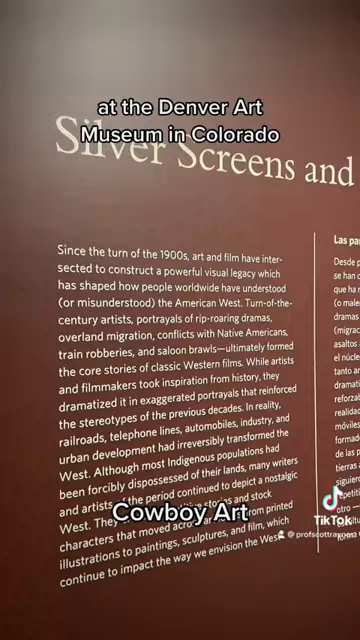 at the Denver Art
Museum in Colorado
Silver Screens and
Since the turn of the 1900s, art and film have inter-
sected to construct a powerful visual legacy which
has shaped how people worldwide have understood
(or misunderstood) the American West. Turn-of-the-
century artists, portrayals of rip-roaring dramas,
overland migration, conflicts with Native Americans,
train robberies, and saloon brawls—ultimately formed
the core stories of classic Western films. While artists
and filmmakers took inspiration from history, they
dramatized it in exaggerated portrayals that reinforced
the stereotypes of the previous decades. In reality,
railroads, telephone lines, automobiles, industry, and
urban development had irreversibly transformed the
West. Although most Indigenous populations had
been forcibly dispossessed of their lands, many writers
and artists of the period continued to depict a nostalgic
West. They stories and stock
characters that moved from printed
illustrations to paintings, sculptures, and film, which
continue to impact the way we envision the West.
Las pa
Desde p
se han c
que ha
(o male
dramas
(migrac
asaltos
el núcle
tanto ar
dramati
reforzab
realidad
móviles
formado
de las p
tierras
siguier
otro—
Cowboy Art
TikTok
@profscottray